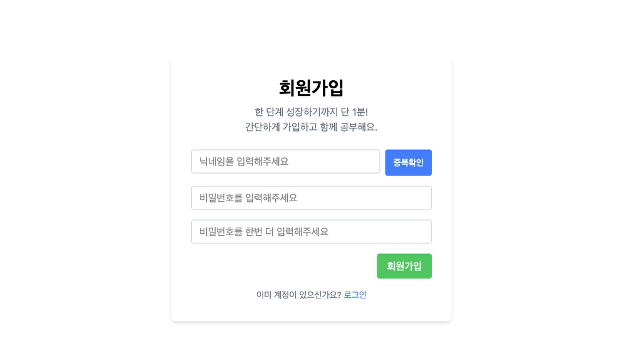 회원가입
한 단계 성장하기까지 단 1분!
간단하게 가입하고 함께 공부해요.
닉네임을 입력해주세요 중복확인
비밀번호를 입력해주세요
비밀번호를 한번 더 입력해주세요
회원가입
이미 계정이 있으신가요? 로그인